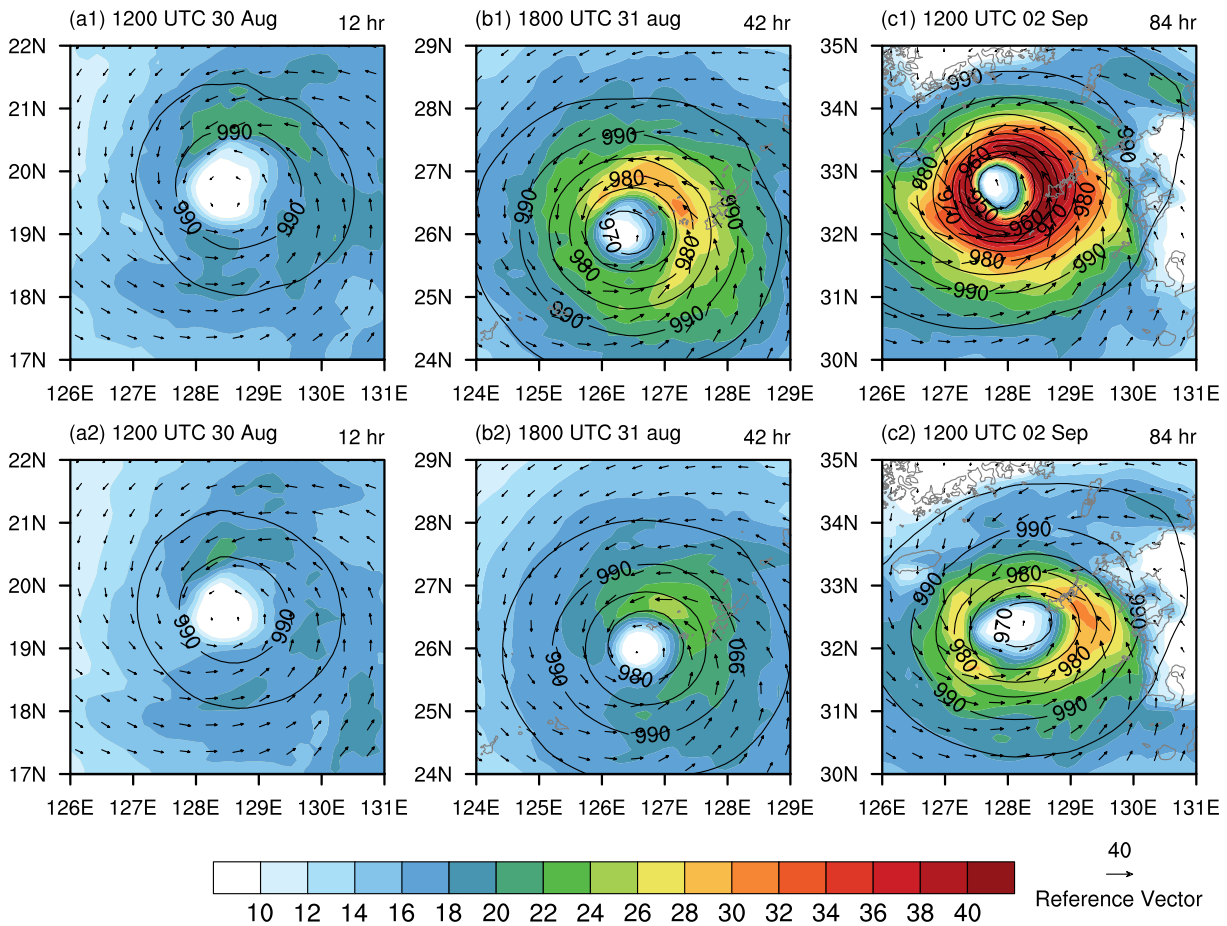 (a1) 1200 UTC 30 Aug 12 hr
(b1) 1800 UTC 31 aug 42 hr
(c1) 1200 UTC 02 Sep 84 hr
22N
21N
20N
19N
18N
17N
126E 127E 128E 129E 130E 131E
990
990
990
29N
28N
27N
26N
25N
24N
124E 125E 126E 127E 128E 129E
990
980
990
990
970
980
980
990
990
35N
34N
33N
32N
31N
30N
126E 127E 128E 129E 130E 131E
990
990
980
960
970
980
950
960
970
980
990
990
(a2) 1200 UTC 30 Aug 12 hr
(b2) 1800 UTC 31 aug 42 hr
(c2) 1200 UTC 02 Sep 84 hr
22N
21N
20N
19N
18N
17N
126E 127E 128E 129E 130E 131E
990
990
29N
28N
27N
26N
25N
24N
124E 125E 126E 127E 128E 129E
990
990
980
990
990
35N
34N
33N
32N
31N
30N
126E 127E 128E 129E 130E 131E
990
980
990
990
970
980
980
990
990
10 12 14 16 18 20 22 24 26 28 30 32 34 36 38 40
40
Reference Vector